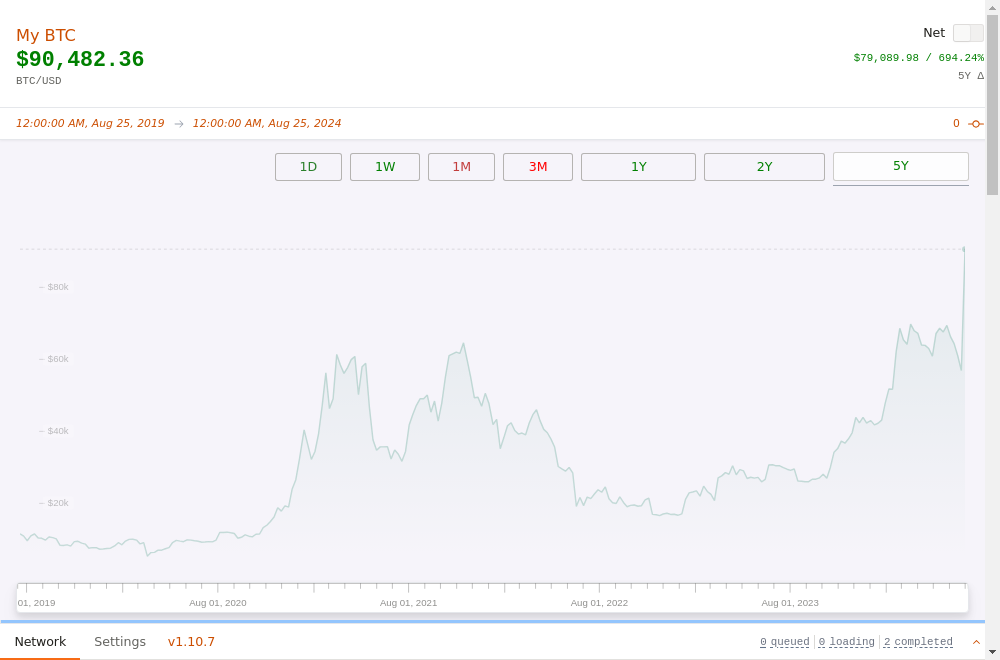 My BTC
Net
$90,482.36
$79,089.98 / 694.24%
BTC/USD
5Y Δ
12:00:00 AM, Aug 25, 2019 → 12:00:00 AM, Aug 25, 2024
0
1D 1W 1M 3M 1Y 2Y 5Y
$80k
$60k
$40k
$20k
01, 2019 Aug 01, 2020 Aug 01, 2021 Aug 01, 2022 Aug 01, 2023
Network Settings v1.10.7 0 queued 0 loading 2 completed